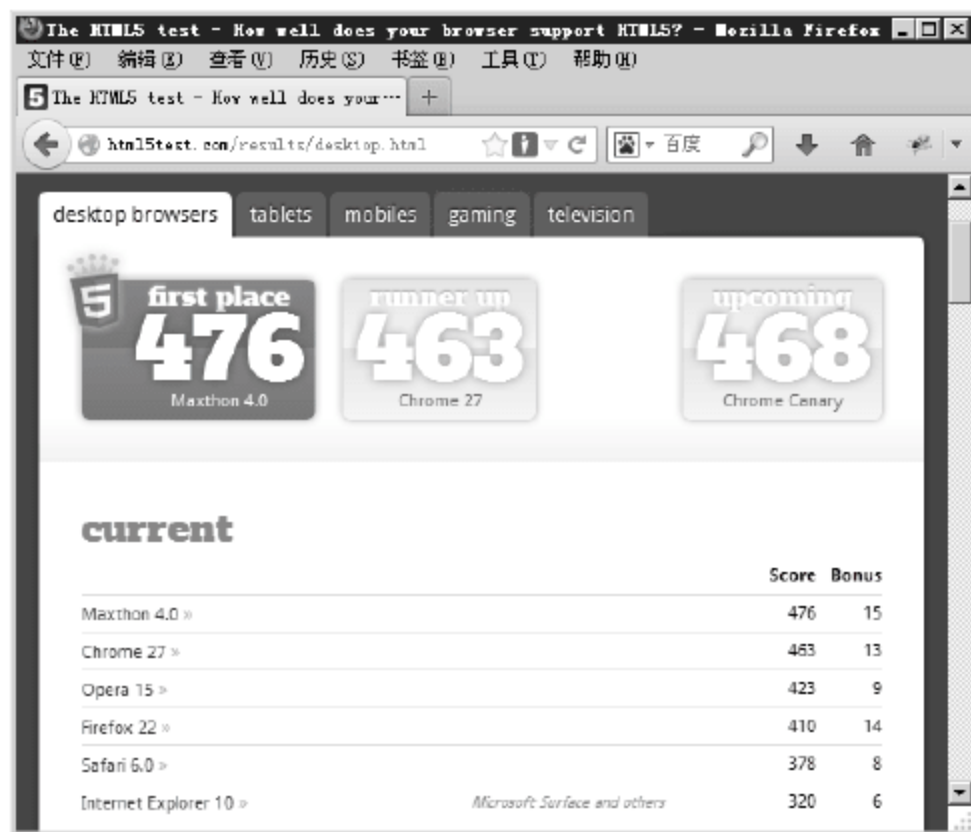 The HTML5 test - How well does your browser support HTML5? - Mozilla Firefox
文件(F) 编辑(E) 查看(V) 历史(S) 书签(B) 工具(T) 帮助(H)
5 The HTML5 test - How well does your··· +
html5test.com/results/desktop.html 百度
desktop browsers tablets mobiles gaming television
5
first place runner up upcoming
476 463 468
Maxthon 4.0 Chrome 27 Chrome Canary
current
Score Bonus
Maxthon 4.0 » 476 15
Chrome 27 » 463 13
Opera 15 » 423 9
Firefox 22 » 410 14
Safari 6.0 » 378 8
Internet Explorer 10 » Microsoft Surface and others 320 6